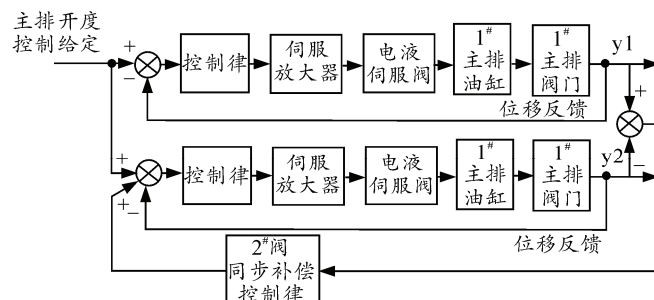 主排开度
控制给定
+
−
控制律
伺服
放大器
电液
伺服阀
1#
主排
油缸
1#
主排
阀门
y1
位移反馈
+
−
+
+
−
控制律
伺服
放大器
电液
伺服阀
1#
主排
油缸
1#
主排
阀门
y2
位移反馈
2#阀
同步补偿
控制律